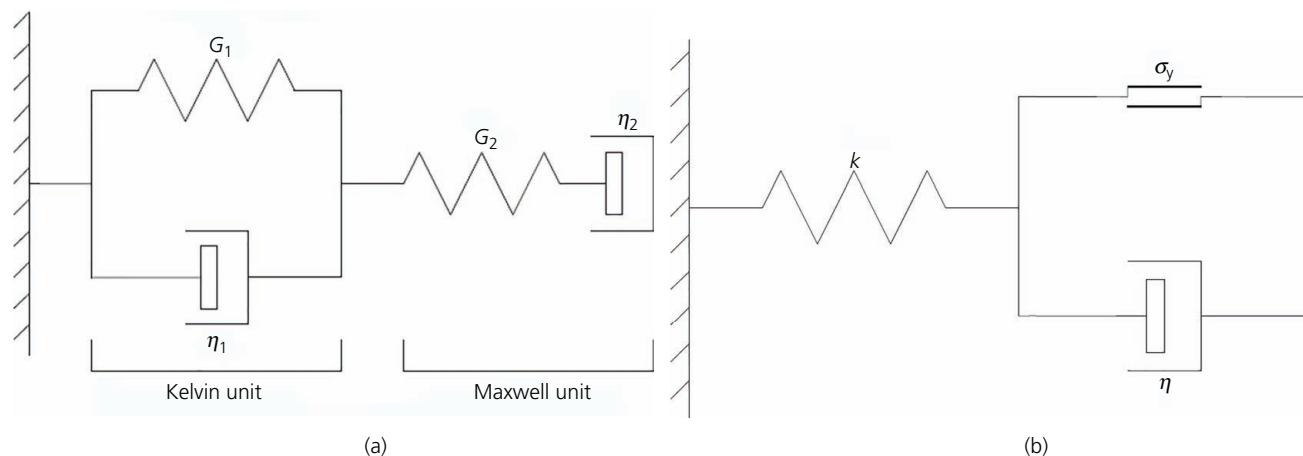 G₁
G₂
η₂
η₁
Kelvin unit
Maxwell unit
(a)
σy
k
η
(b)